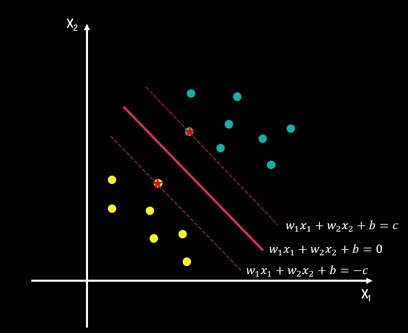 X₂
w₁x₁ + w₂x₂ + b = c
w₁x₁ + w₂x₂ + b = 0
w₁x₁ + w₂x₂ + b = −c
X₁